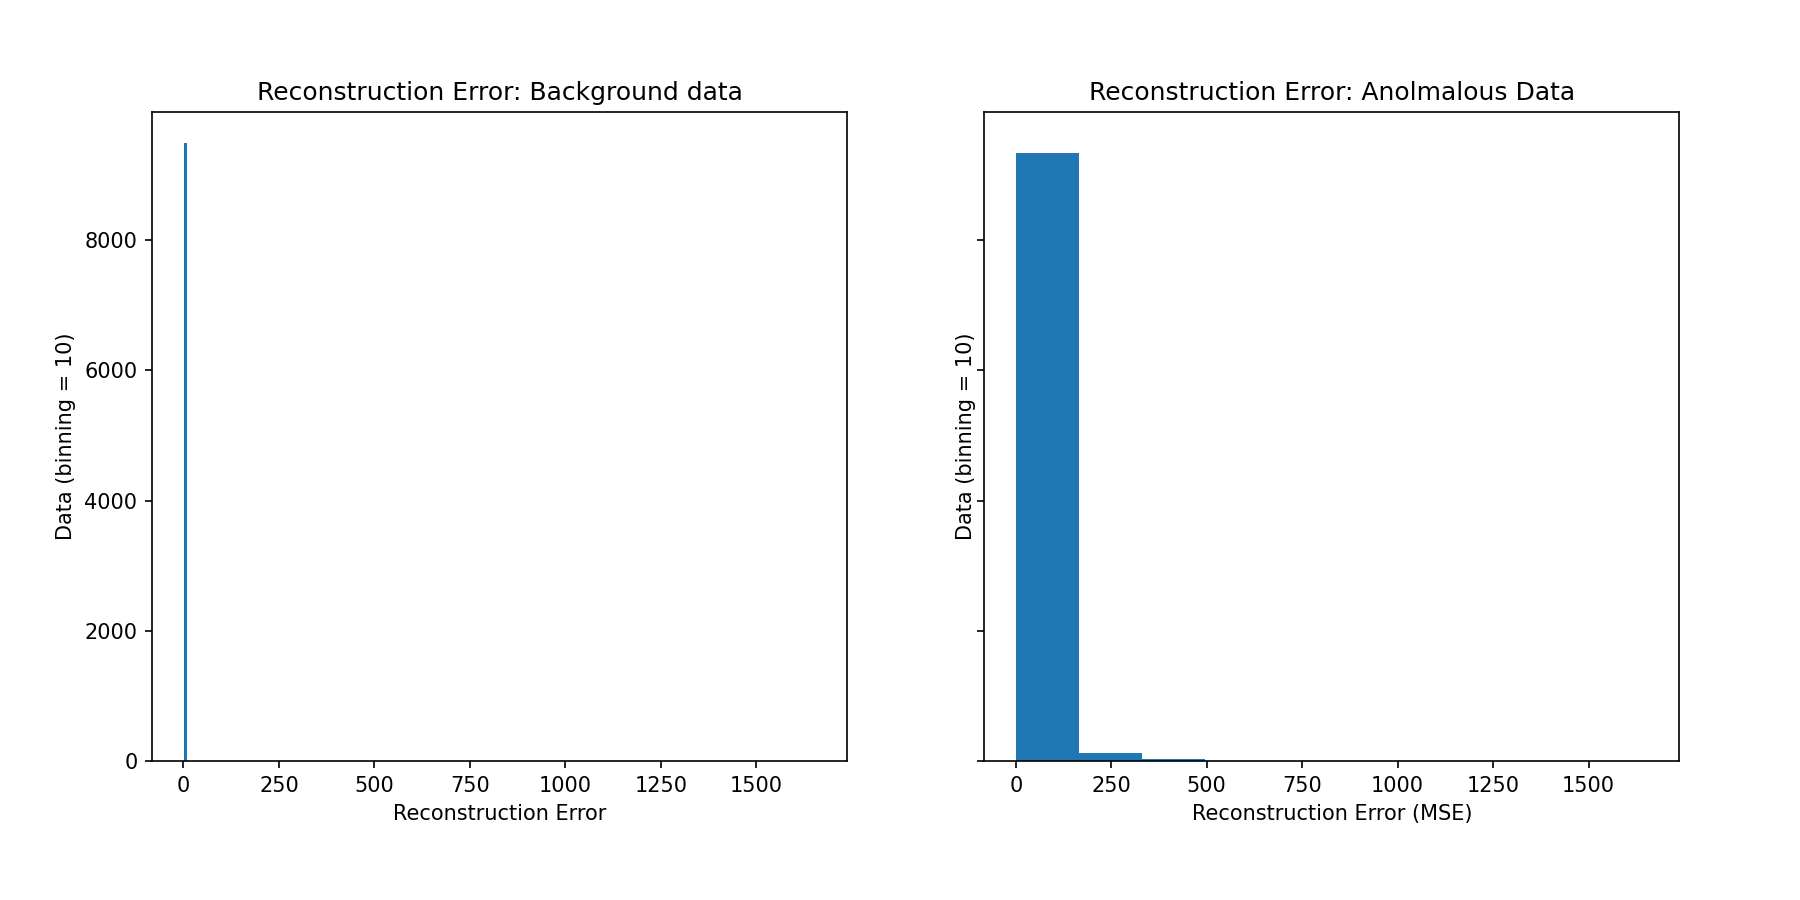 Reconstruction Error: Background data
8000
6000
4000
2000
0
Data (binning = 10)
0 250 500 750 1000 1250 1500
Reconstruction Error
Reconstruction Error: Anolmalous Data
Data (binning = 10)
0 250 500 750 1000 1250 1500
Reconstruction Error (MSE)